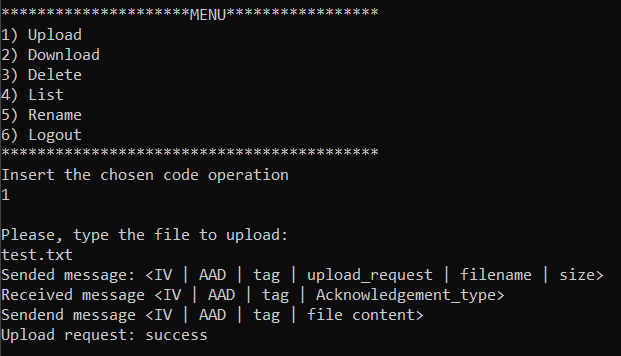 *********************MENU*****************
1) Upload
2) Download
3) Delete
4) List
5) Rename
6) Logout
******************************************
Insert the chosen code operation
1
Please, type the file to upload:
test.txt
Sended message: <IV | AAD | tag | upload_request | filename | size>
Received message <IV | AAD | tag | Acknowledgement_type>
Sendend message <IV | AAD | tag | file content>
Upload request: success